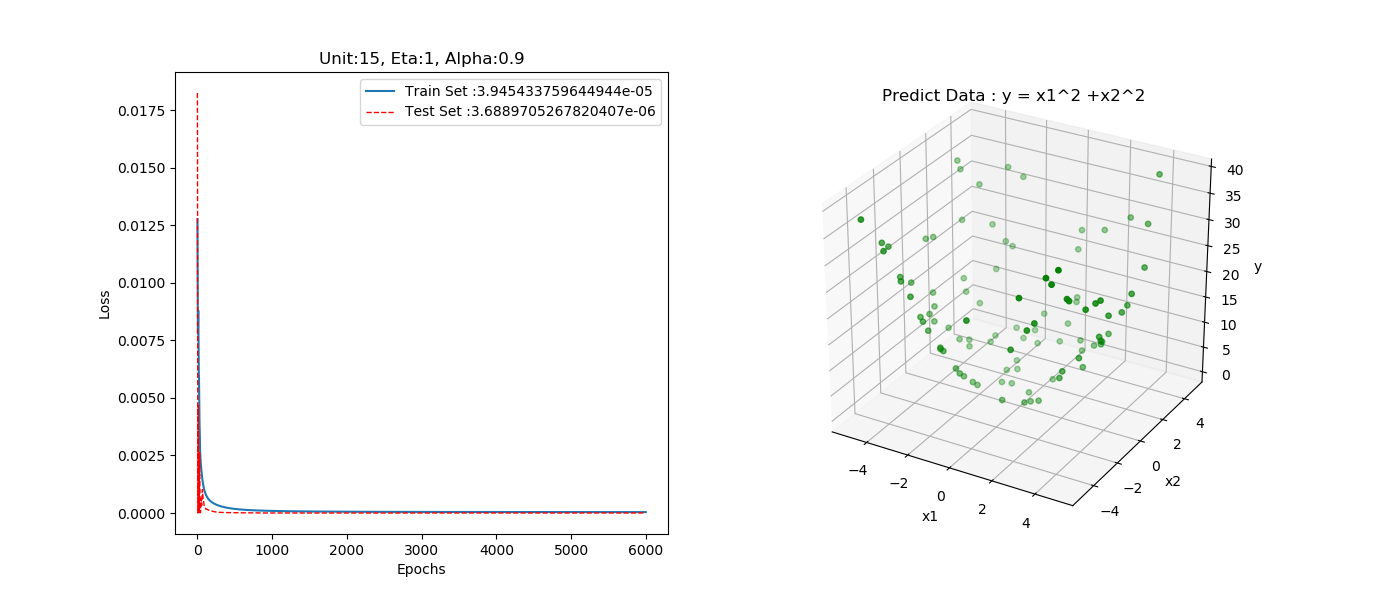 Unit:15, Eta:1, Alpha:0.9
Train Set :3.945433759644944e-05
Test Set :3.6889705267820407e-06
0.0175
0.0150
0.0125
0.0100
0.0075
0.0050
0.0025
0.0000
Loss
0 1000 2000 3000 4000 5000 6000
Epochs
Predict Data : y = x1^2 +x2^2
40
35
30
25
20
15
10
5
0
y
−4 −2 0 2 4
x1
−4 −2 0 2 4
x2